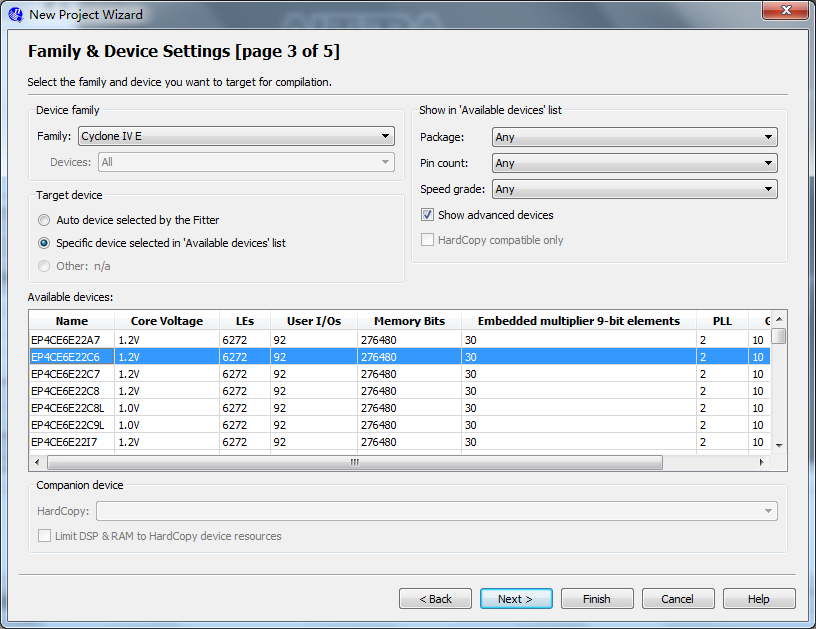 New Project Wizard
Family & Device Settings [page 3 of 5]
Select the family and device you want to target for compilation.
Device family
Family: Cyclone IV E
Devices: All
Show in 'Available devices' list
Package: Any
Pin count: Any
Speed grade: Any
Show advanced devices
HardCopy compatible only
Target device
Auto device selected by the Fitter
Specific device selected in 'Available devices' list
Other: n/a
Available devices:
Name Core Voltage LEs User I/Os Memory Bits Embedded multiplier 9-bit elements PLL
EP4CE6E22A7 1.2V 6272 92 276480 30 2 10
EP4CE6E22C6 1.2V 6272 92 276480 30 2 10
EP4CE6E22C7 1.2V 6272 92 276480 30 2 10
EP4CE6E22C8 1.2V 6272 92 276480 30 2 10
EP4CE6E22C8L 1.0V 6272 92 276480 30 2 10
EP4CE6E22C9L 1.0V 6272 92 276480 30 2 10
EP4CE6E22I7 1.2V 6272 92 276480 30 2 10
Companion device
HardCopy:
Limit DSP & RAM to HardCopy device resources
< Back Next > Finish Cancel Help